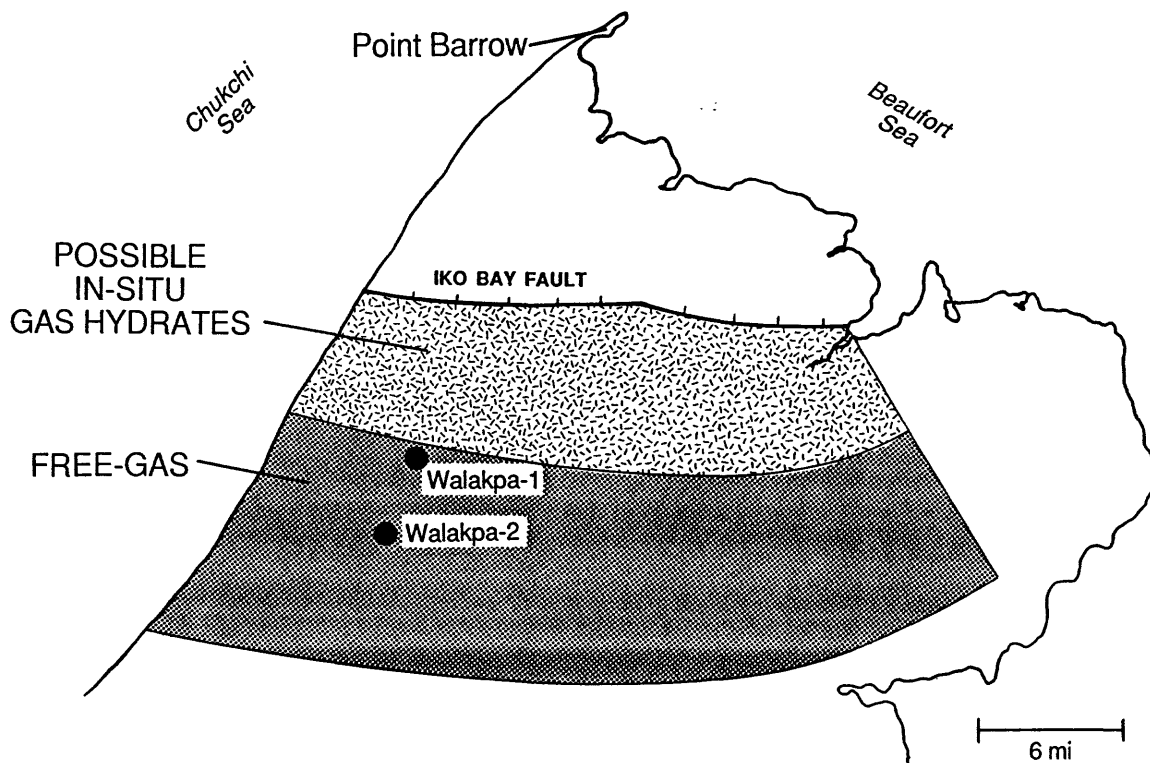 Point Barrow
Chukchi
Sea
Beaufort
Sea
POSSIBLE
IN-SITU
GAS HYDRATES
IKO BAY FAULT
FREE-GAS
Walakpa-1
Walakpa-2
6 mi